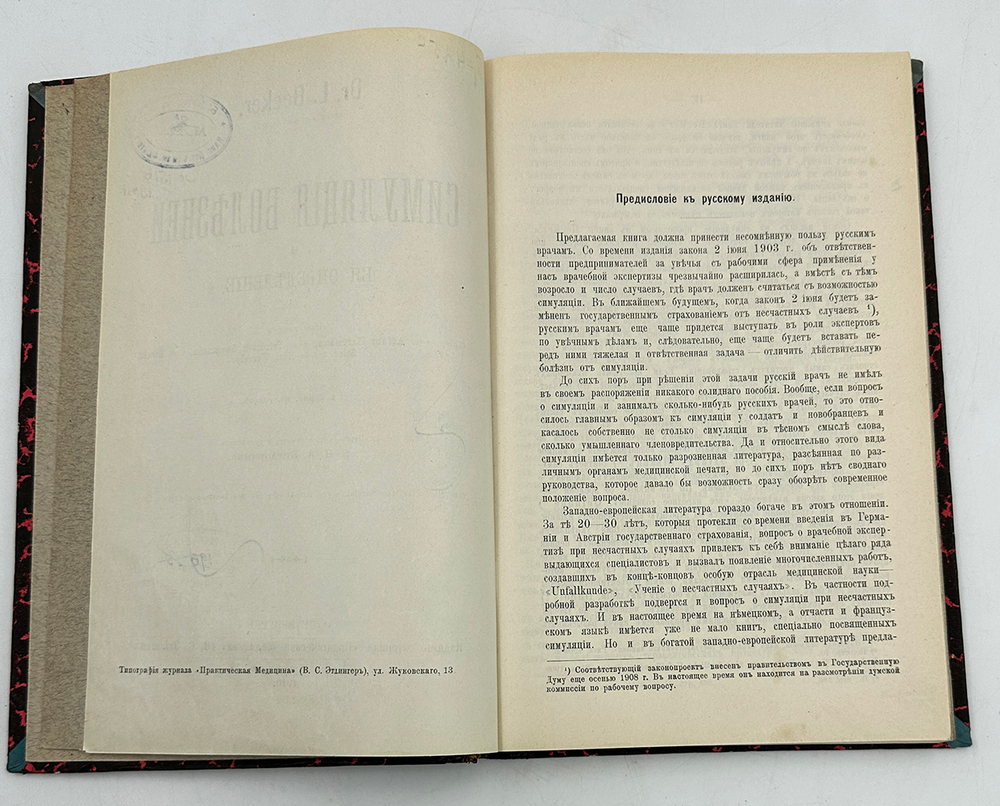 Dr. L. Becker.
СИМУЛЯЦІЯ БОЛѢЗНЕЙ
Типографія журнала «Практическая Медицина» (В. С. Этлингеръ), ул. Жуковскаго, 13
Предисловіе къ русскому изданію.
Предлагаемая книга должна принести несомнѣнную пользу русскимъ
врачамъ. Со времени изданія закона 2 іюня 1903 г. объ отвѣтствен-
ности предпринимателей за увѣчья съ рабочими сфера примѣненія у
насъ врачебной экспертизы чрезвычайно расширилась, а вмѣстѣ съ тѣмъ
возросло и число случаевъ, гдѣ врачъ долженъ считаться съ возможностью
симуляціи. Въ ближайшемъ будущемъ, когда законъ 2 іюня будетъ за-
мѣненъ государственнымъ страхованіемъ отъ несчастныхъ случаевъ ¹),
русскимъ врачамъ еще чаще придется выступать въ роли экспертовъ
по увѣчнымъ дѣламъ и, слѣдовательно, еще чаще будетъ вставать пе-
редъ ними тяжелая и отвѣтственная задача — отличить дѣйствительную
болѣзнь отъ симуляціи.
До сихъ поръ при рѣшеніи этой задачи русскій врачъ не имѣлъ
въ своемъ распоряженіи никакого солиднаго пособія. Вообще, если вопросъ
о симуляціи и занималъ сколько-нибудь русскихъ врачей, то это отно-
силось главнымъ образомъ къ симуляціи у солдатъ и новобранцевъ и
касалось собственно не столько симуляціи въ тѣсномъ смыслѣ слова,
сколько умышленнаго членовредительства. Да и относительно этого вида
симуляціи имѣется только разрозненная литература, разсѣянная по раз-
личнымъ органамъ медицинской печати, но до сихъ поръ нѣтъ своднаго
руководства, которое давало бы возможность сразу обозрѣть современное
положеніе вопроса.
Западно-европейская литература гораздо богаче въ этомъ отношеніи.
За тѣ 20—30 лѣтъ, которыя протекли со времени введенія въ Герма-
ніи и Австріи государственнаго страхованія, вопросъ о врачебной экспер-
тизѣ при несчастныхъ случаяхъ привлекъ къ себѣ вниманіе цѣлаго ряда
выдающихся спеціалистовъ и вызвалъ появленіе многочисленныхъ работъ,
создавшихъ въ концѣ-концовъ особую отрасль медицинской науки—
«Unfallkunde», «Ученіе о несчастныхъ случаяхъ». Въ частности под-
робной разработкѣ подвергся и вопросъ о симуляціи при несчастныхъ
случаяхъ. И въ настоящее время на нѣмецкомъ, а отчасти и француз-
скомъ языкѣ имѣется уже не мало книгъ, спеціально посвященныхъ
симуляціи. Но и въ богатой западно-европейской литературѣ предла-
¹) Соотвѣтствующій законопроектъ внесенъ правительствомъ въ Государственную
Думу еще осенью 1908 г. Въ настоящее время онъ находится на разсмотрѣніи думской
комиссіи по рабочему вопросу.